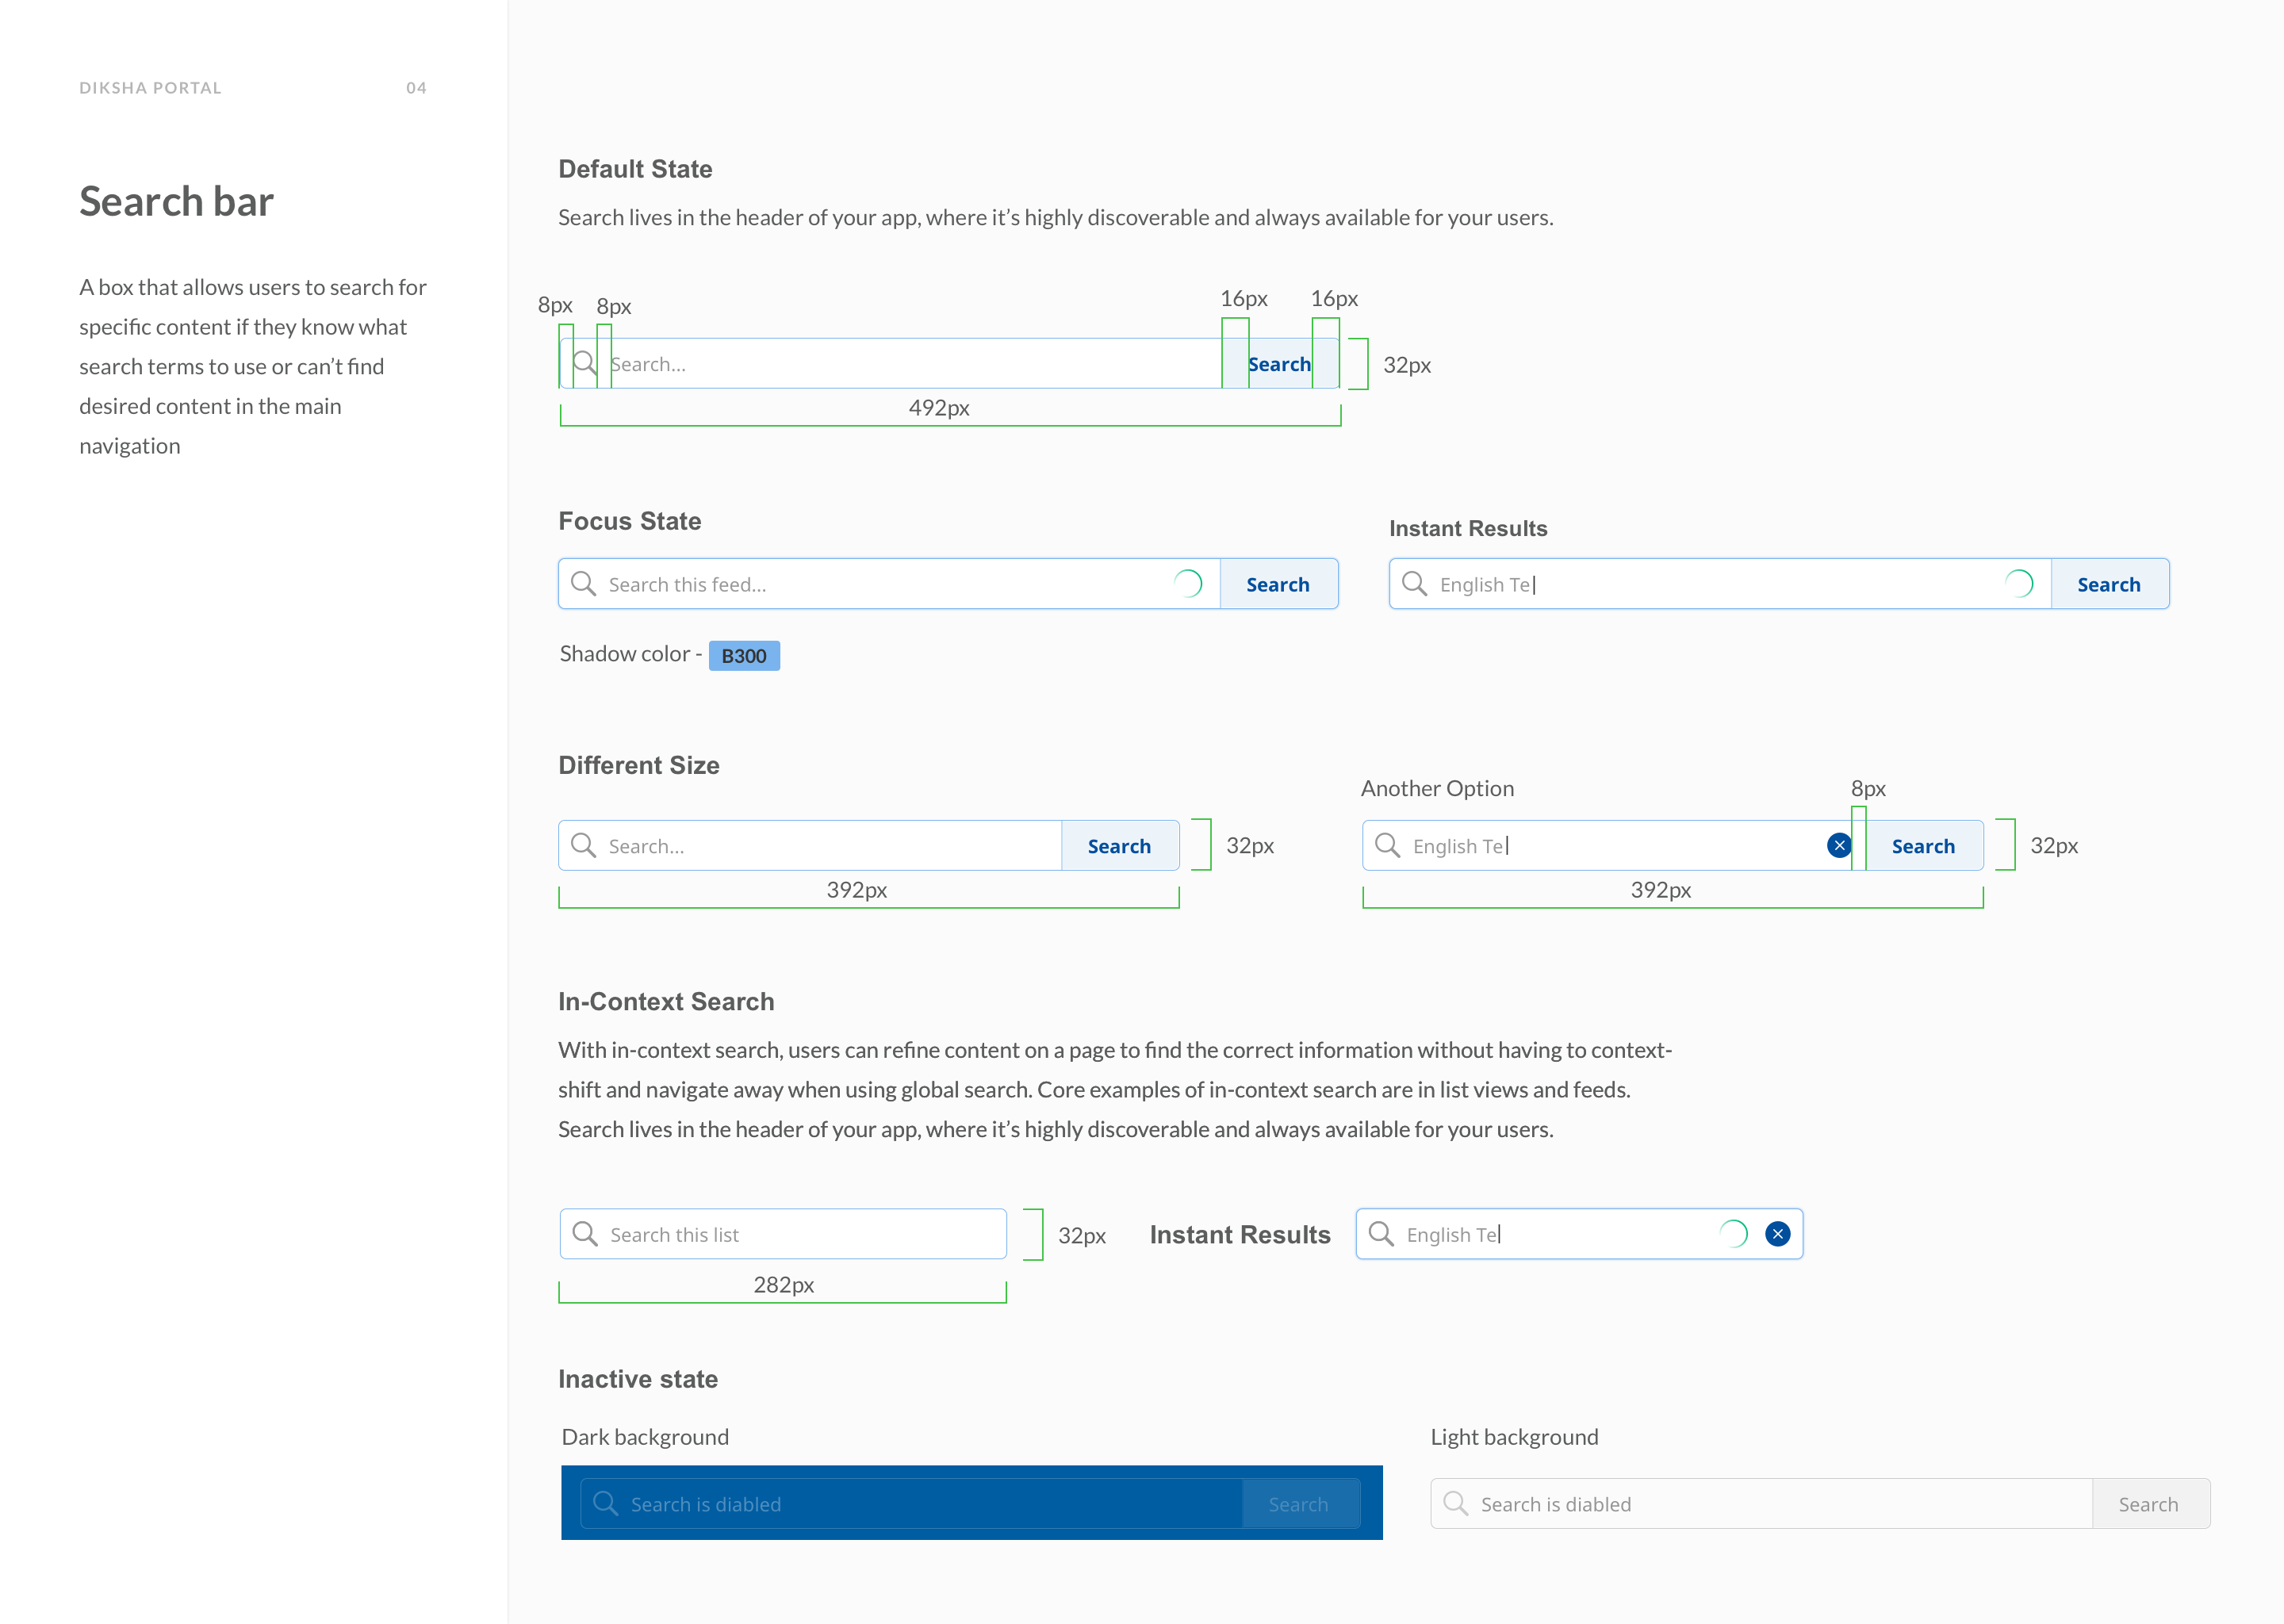 DIKSHA PORTAL 04
Search bar
A box that allows users to search for
specific content if they know what
search terms to use or can’t find
desired content in the main
navigation
Default State
Search lives in the header of your app, where it’s highly discoverable and always available for your users.
8px 8px 16px 16px
Search... Search 32px
492px
Focus State
Search this feed... Search
Shadow color - B300
Instant Results
English Te Search
Different Size
Search... Search 32px
392px
Another Option 8px
English Te Search 32px
392px
In-Context Search
With in-context search, users can refine content on a page to find the correct information without having to context-
shift and navigate away when using global search. Core examples of in-context search are in list views and feeds.
Search lives in the header of your app, where it’s highly discoverable and always available for your users.
Search this list 32px
282px
Instant Results English Te
Inactive state
Dark background
Search is diabled Search
Light background
Search is diabled Search